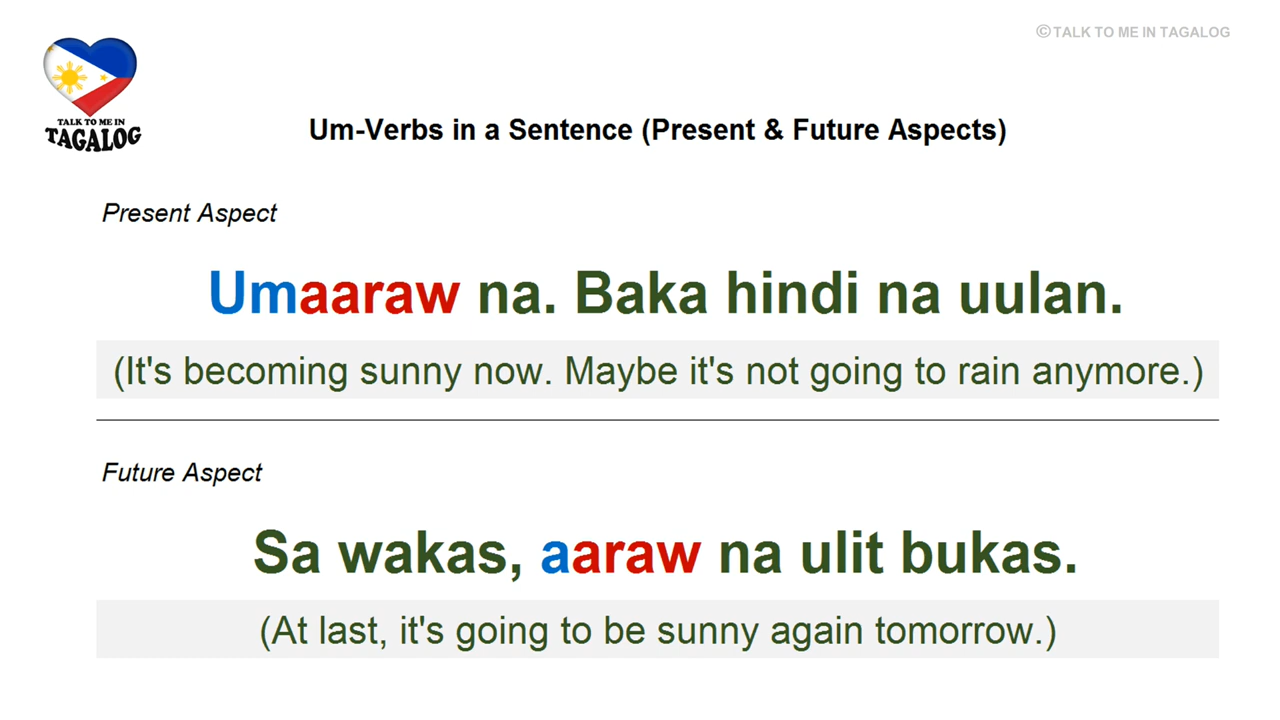 ©TALK TO ME IN TAGALOG
TALK TO ME IN
TAGALOG
Um-Verbs in a Sentence (Present & Future Aspects)
Present Aspect
Umaaraw na. Baka hindi na uulan.
(It's becoming sunny now. Maybe it's not going to rain anymore.)
Future Aspect
Sa wakas, aaraw na ulit bukas.
(At last, it's going to be sunny again tomorrow.)